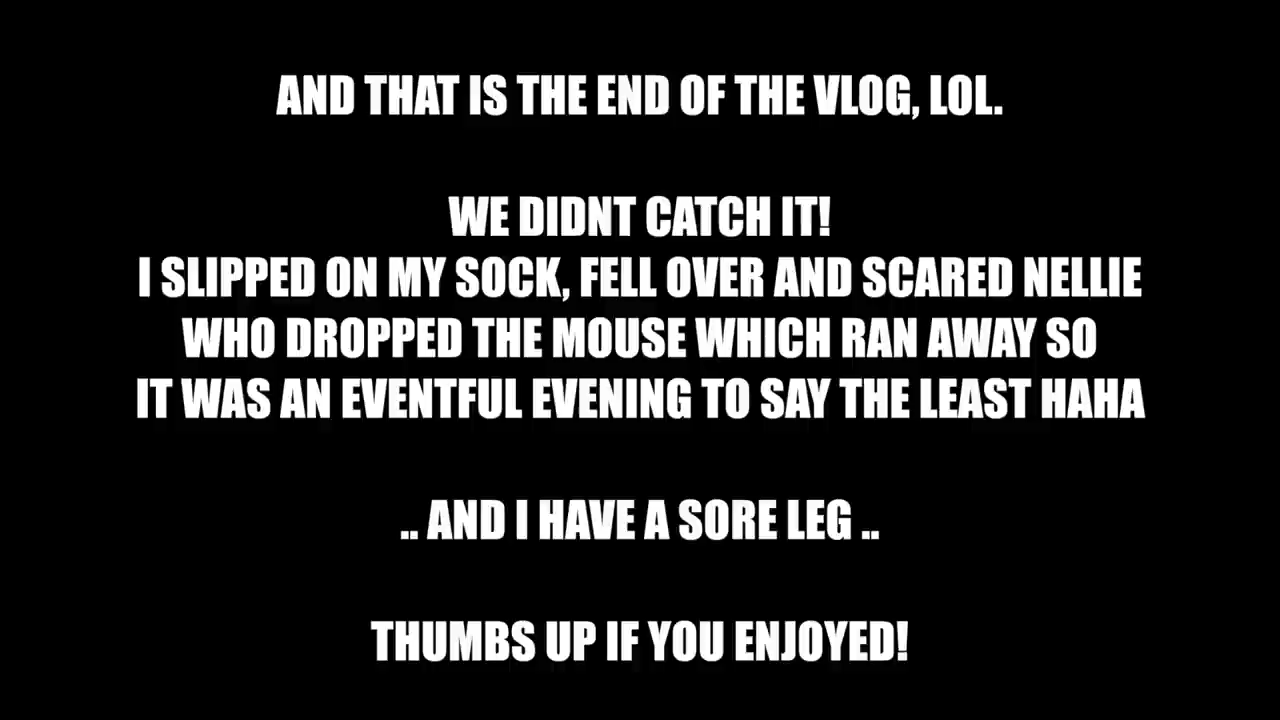 AND THAT IS THE END OF THE VLOG, LOL.
WE DIDNT CATCH IT!
I SLIPPED ON MY SOCK, FELL OVER AND SCARED NELLIE
WHO DROPPED THE MOUSE WHICH RAN AWAY SO
IT WAS AN EVENTFUL EVENING TO SAY THE LEAST HAHA
.. AND I HAVE A SORE LEG ..
THUMBS UP IF YOU ENJOYED!